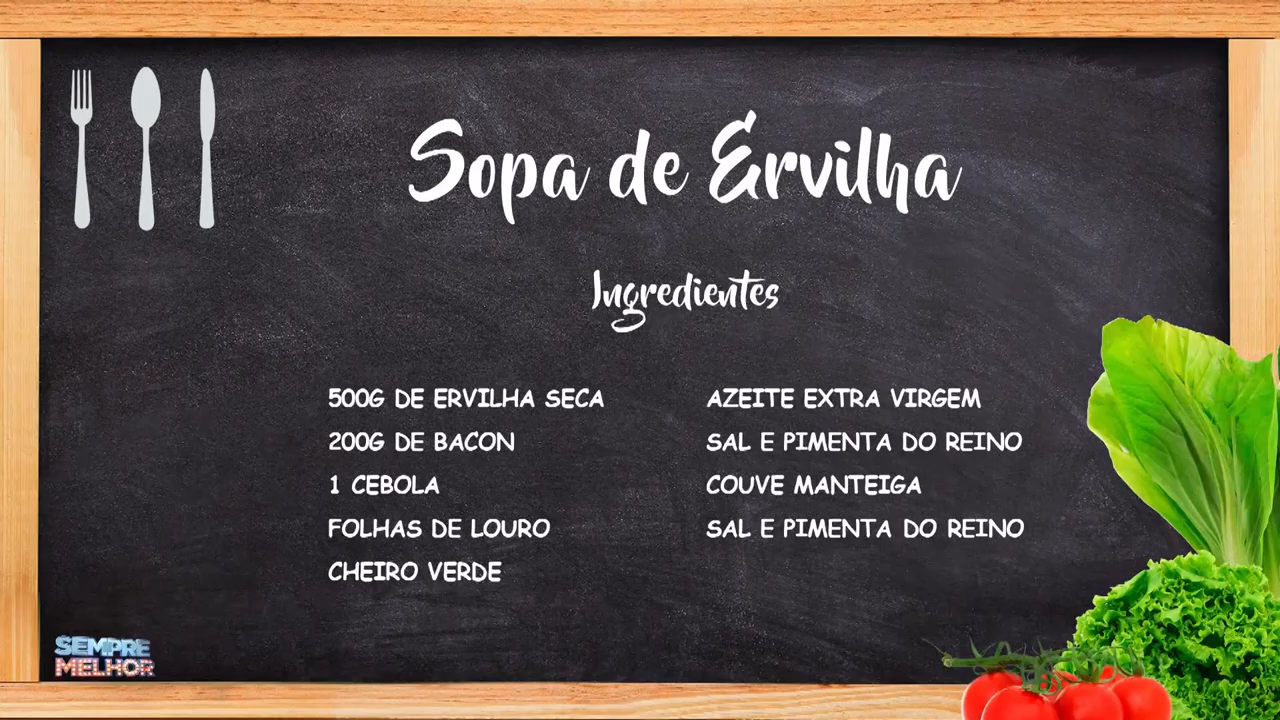 Sopa de Ervilha
Ingredientes
500G DE ERVILHA SECA
200G DE BACON
1 CEBOLA
FOLHAS DE LOURO
CHEIRO VERDE
AZEITE EXTRA VIRGEM
SAL E PIMENTA DO REINO
COUVE MANTEIGA
SAL E PIMENTA DO REINO
SEMPRE
MELHOR